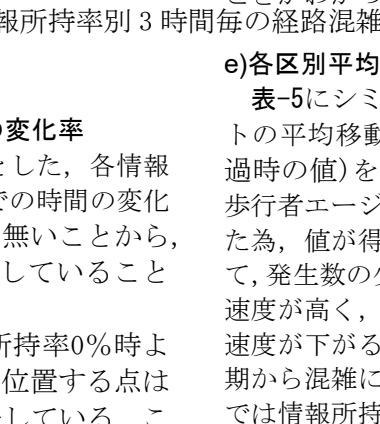 報所持率別3時間毎の経路混雑
変化率
とした，各情報
での時間の変化
無いことから，
していること
所持率0％時よ
位置する点は
している．こ
e)各区別平均
表-5にシミ
トの平均移動
過時の値)を
歩行者エージ
た為，値が得
て,発生数の少
速度が高く，
速度が下がる
期から混雑に
では情報所持